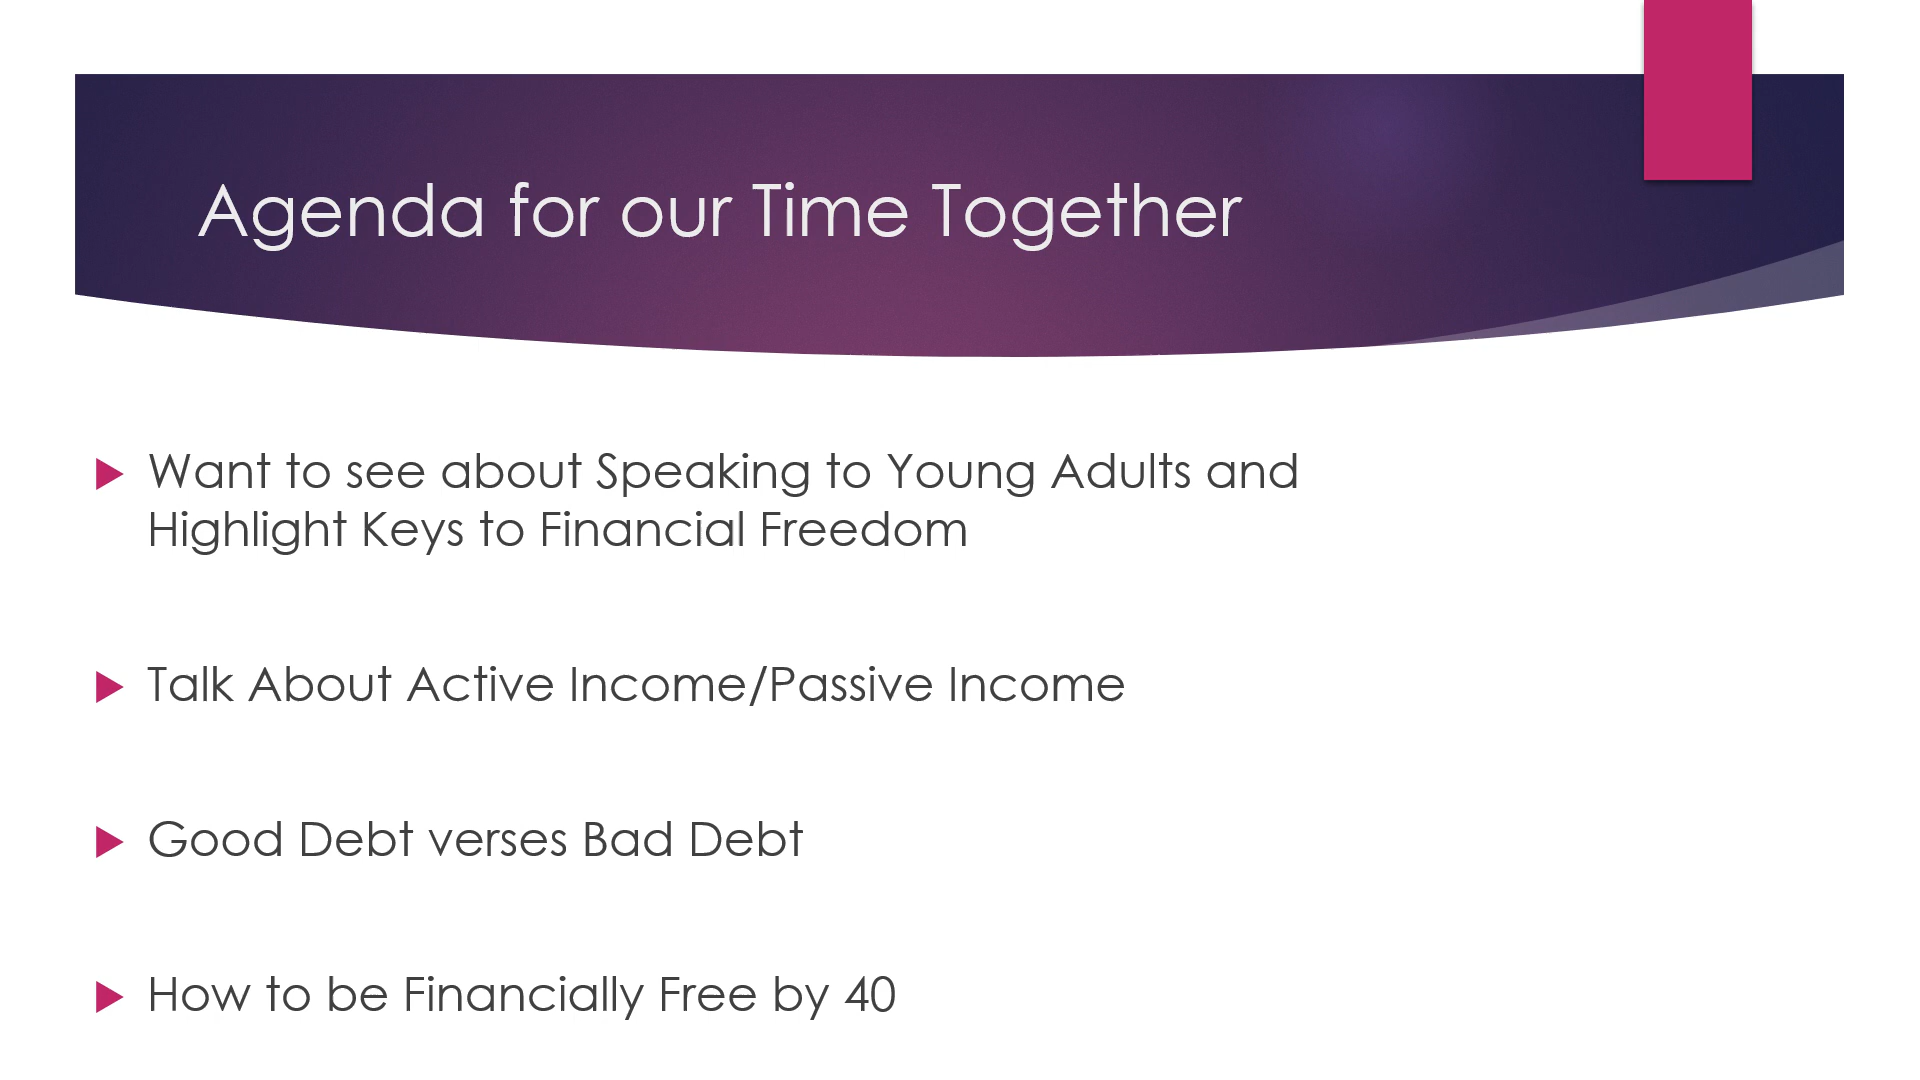 Agenda for our Time Together
Want to see about Speaking to Young Adults and
Highlight Keys to Financial Freedom
Talk About Active Income/Passive Income
Good Debt verses Bad Debt
How to be Financially Free by 40